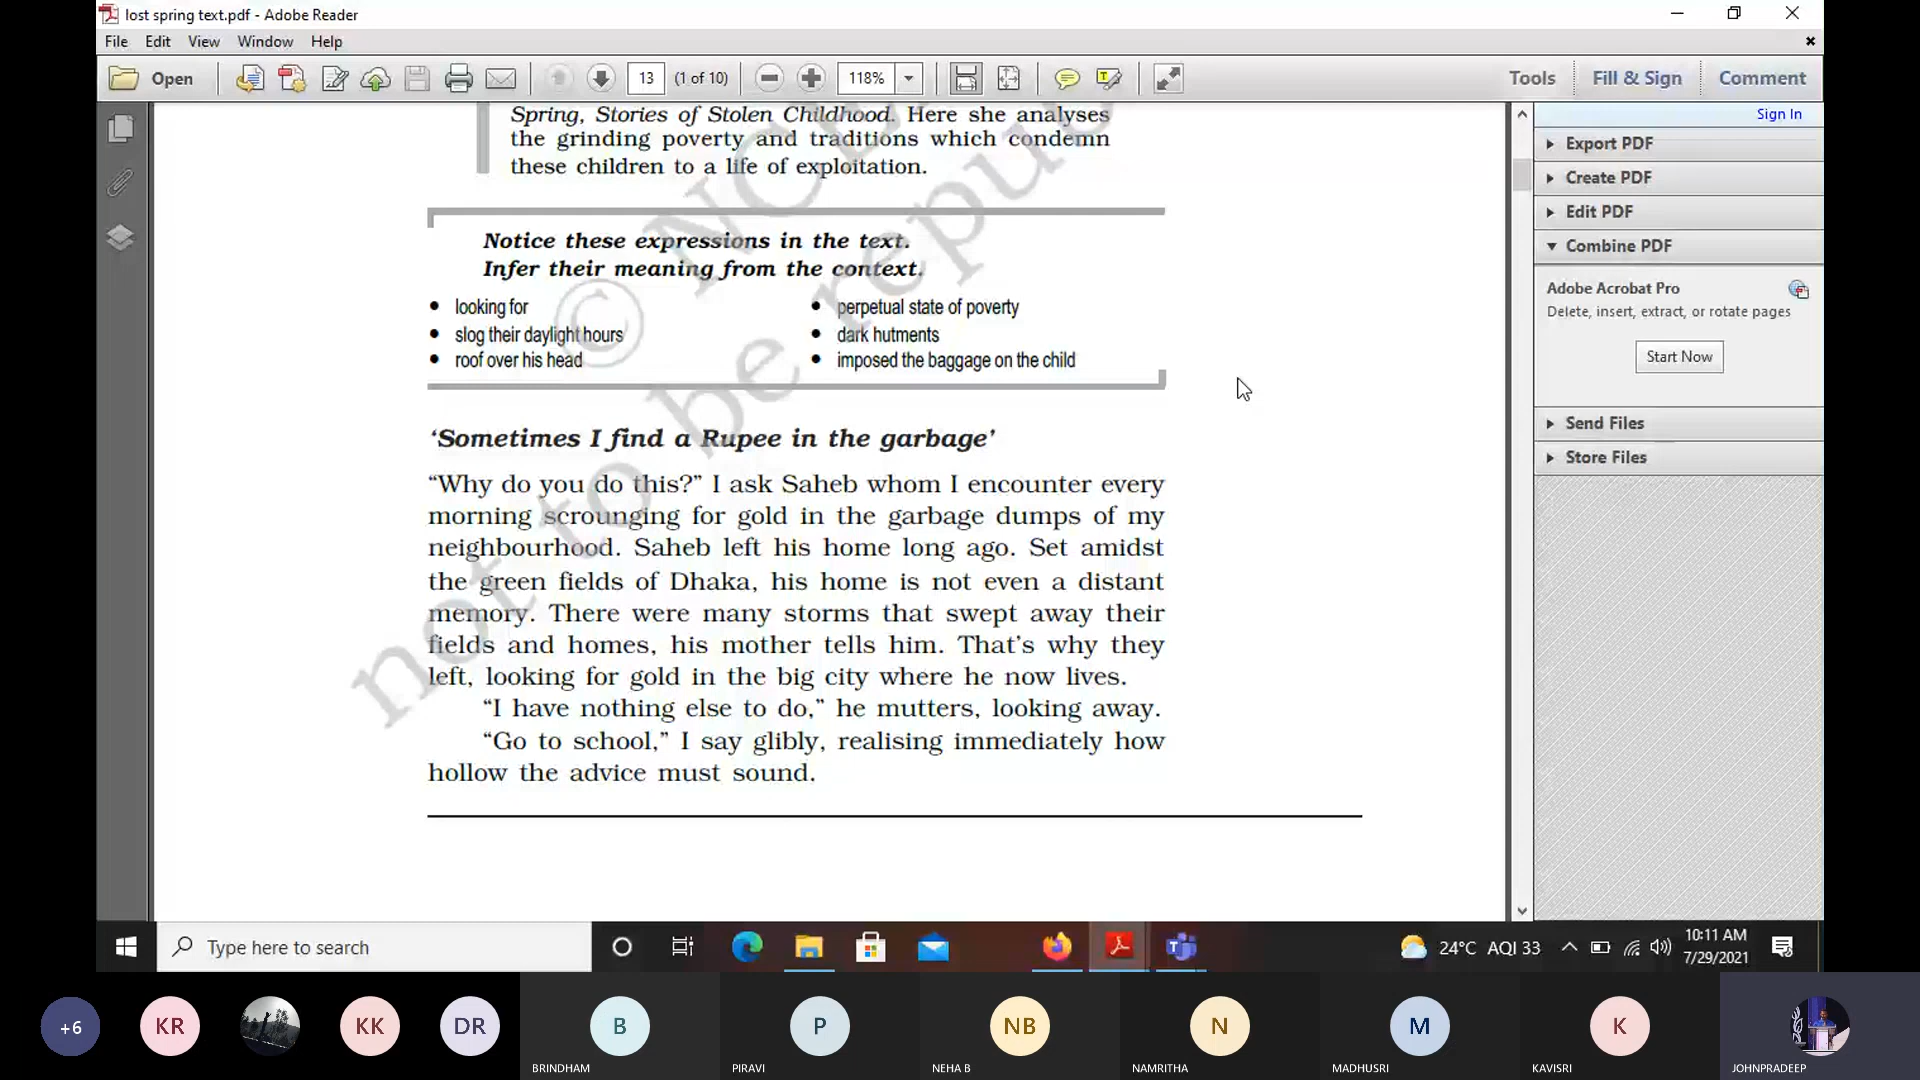 lost spring text.pdf - Adobe Reader
File Edit View Window Help
Open 13 (1 of 10) 118% Tools Fill & Sign Comment
Sign In
Export PDF
Create PDF
Edit PDF
Combine PDF
Adobe Acrobat Pro
Delete, insert, extract, or rotate pages
Start Now
Send Files
Store Files
Spring, Stories of Stolen Childhood. Here she analyses
the grinding poverty and traditions which condemn
these children to a life of exploitation.
Notice these expressions in the text.
Infer their meaning from the context.
• looking for
• slog their daylight hours
• roof over his head
• perpetual state of poverty
• dark hutments
• imposed the baggage on the child
‘Sometimes I find a Rupee in the garbage’
“Why do you do this?” I ask Saheb whom I encounter every
morning scrounging for gold in the garbage dumps of my
neighbourhood. Saheb left his home long ago. Set amidst
the green fields of Dhaka, his home is not even a distant
memory. There were many storms that swept away their
fields and homes, his mother tells him. That’s why they
left, looking for gold in the big city where he now lives.
“I have nothing else to do,” he mutters, looking away.
“Go to school,” I say glibly, realising immediately how
hollow the advice must sound.
not to be repu
Type here to search
24°C AQI 33
10:11 AM
7/29/2021
+6 KR KK DR B P NB N M K
BRINDHAM PIRAVI NEHA B NAMRITHA MADHUSRI KAVISRI JOHNPRADEEP